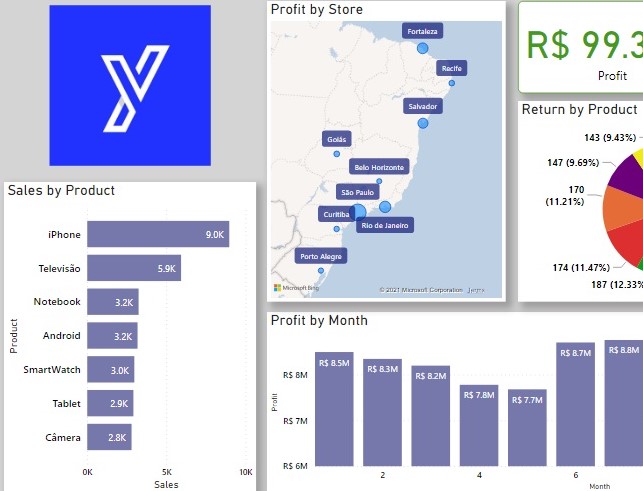 Profit by Store
Fortaleza
Recife
Salvador
Goiás
Belo Horizonte
São Paulo
Curitiba
Rio de Janeiro
Porto Alegre
Microsoft Bing
© 2021 Microsoft Corporation Terms
R$ 99.3
Profit
Return by Product
143 (9.43%)
147 (9.69%)
170
(11.21%)
174 (11.47%)
187 (12.33%
Sales by Product
Product
iPhone 9.0K
Televisão 5.9K
Notebook 3.2K
Android 3.2K
SmartWatch 3.0K
Tablet 2.9K
Câmera 2.8K
0K 5K 10K
Sales
Profit by Month
Profit
R$ 8M
R$ 7M
R$ 6M
R$ 8.5M R$ 8.3M R$ 8.2M R$ 7.8M R$ 7.7M R$ 8.7M R$ 8.8M
2 4 6
Month